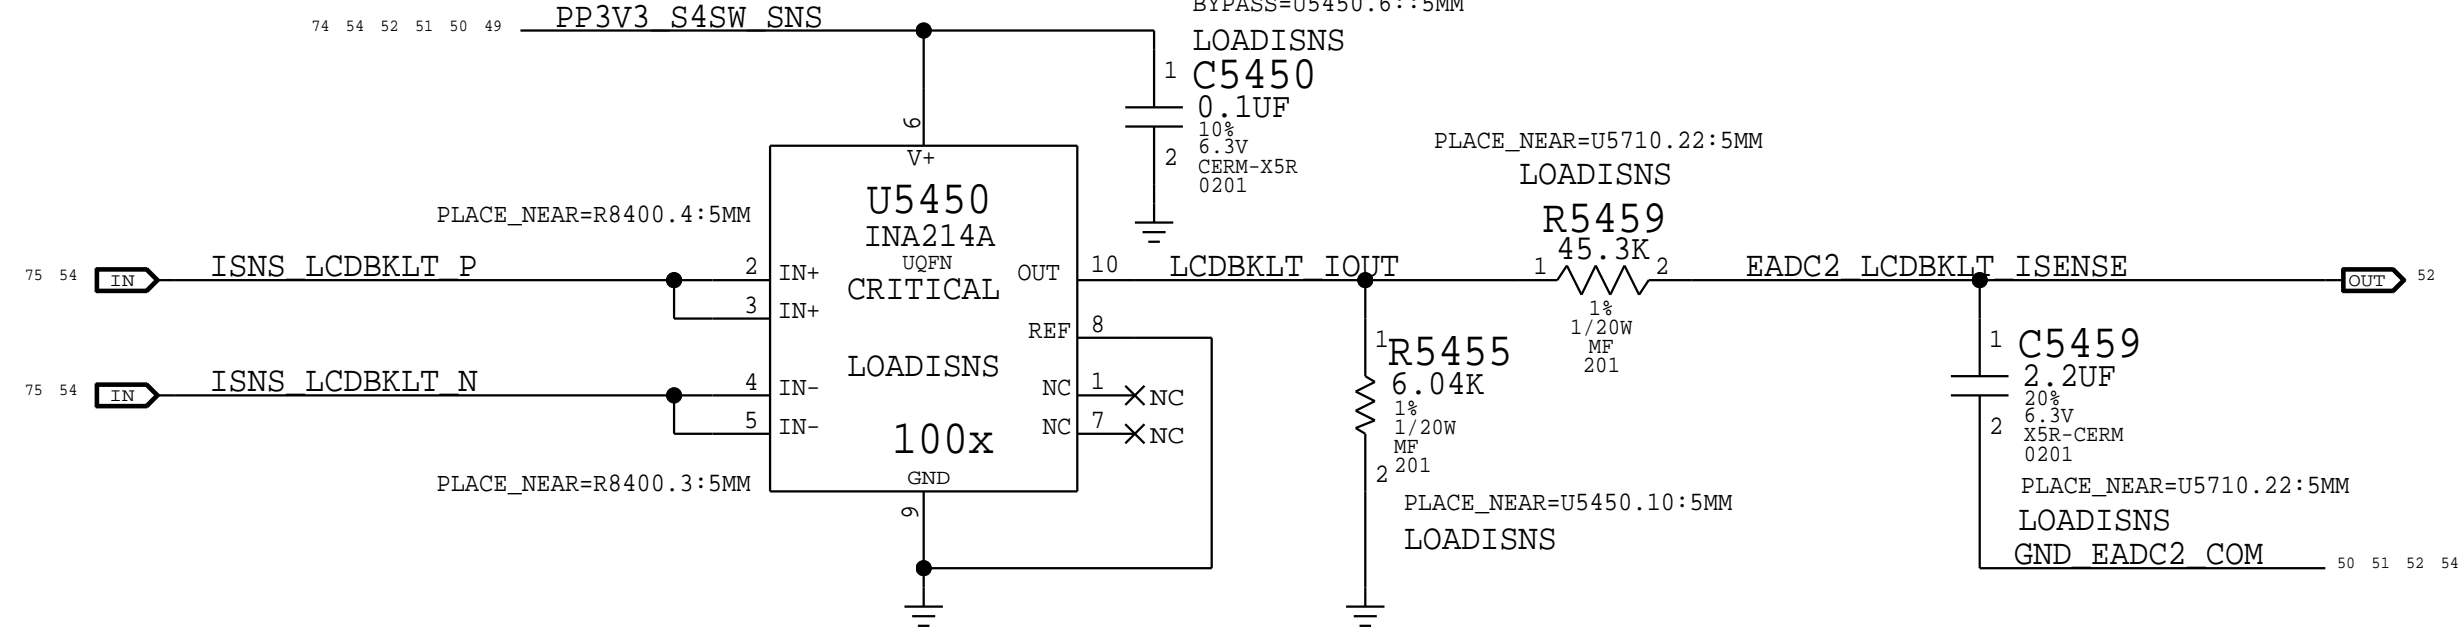 BYPASS=U5450.6::5MM
74 54 52 51 50 49 PP3V3_S4SW_SNS
LOADISNS
1 C5450
0.1UF
10%
6.3V
2
CERM-X5R
0201
6
V+
U5450
INA214A
UQFN
CRITICAL
LOADISNS
100x
GND
9
PLACE_NEAR=R8400.4:5MM
75 54 IN ISNS_LCDBKLT_P 2 IN+
3 IN+
75 54 IN ISNS_LCDBKLT_N 4 IN-
5 IN-
PLACE_NEAR=R8400.3:5MM
OUT 10 LCDBKLT_IOUT
REF 8
NC 1 NC
NC 7 NC
PLACE_NEAR=U5710.22:5MM
LOADISNS
R5459
45.3K
1 2
1%
1/20W
MF
201
EADC2_LCDBKLT_ISENSE OUT 52
1 R5455
6.04K
1%
1/20W
MF
201
2
PLACE_NEAR=U5450.10:5MM
LOADISNS
1 C5459
2.2UF
20%
6.3V
2 X5R-CERM
0201
PLACE_NEAR=U5710.22:5MM
LOADISNS
GND_EADC2_COM 50 51 52 54